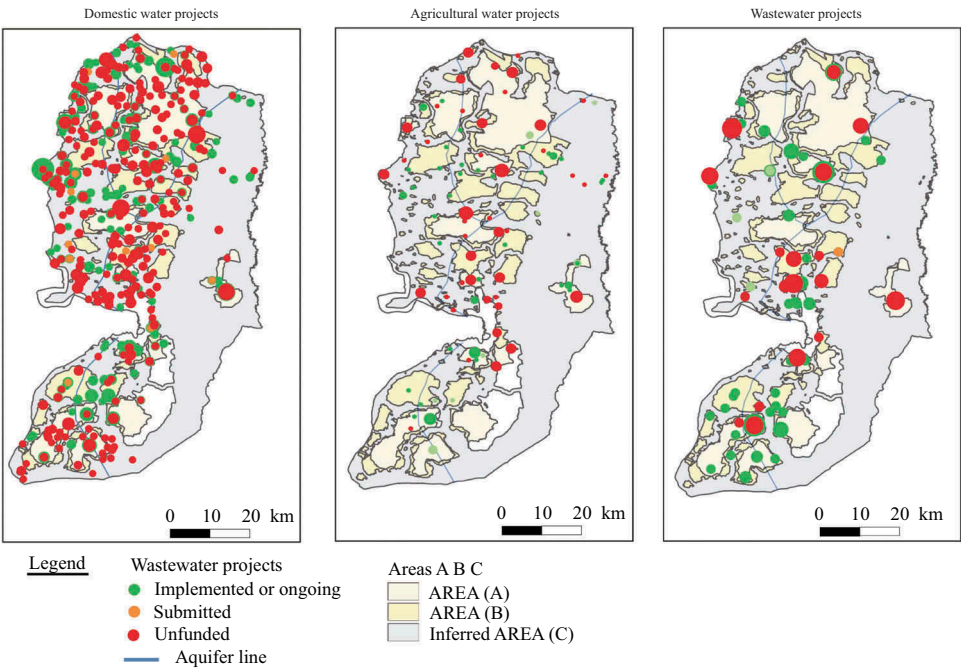 Domestic water projects
Agricultural water projects
Wastewater projects
0 10 20 km
0 10 20 km
0 10 20 km
Legend
Wastewater projects
Implemented or ongoing
Submitted
Unfunded
Aquifer line
Areas A B C
AREA (A)
AREA (B)
Inferred AREA (C)